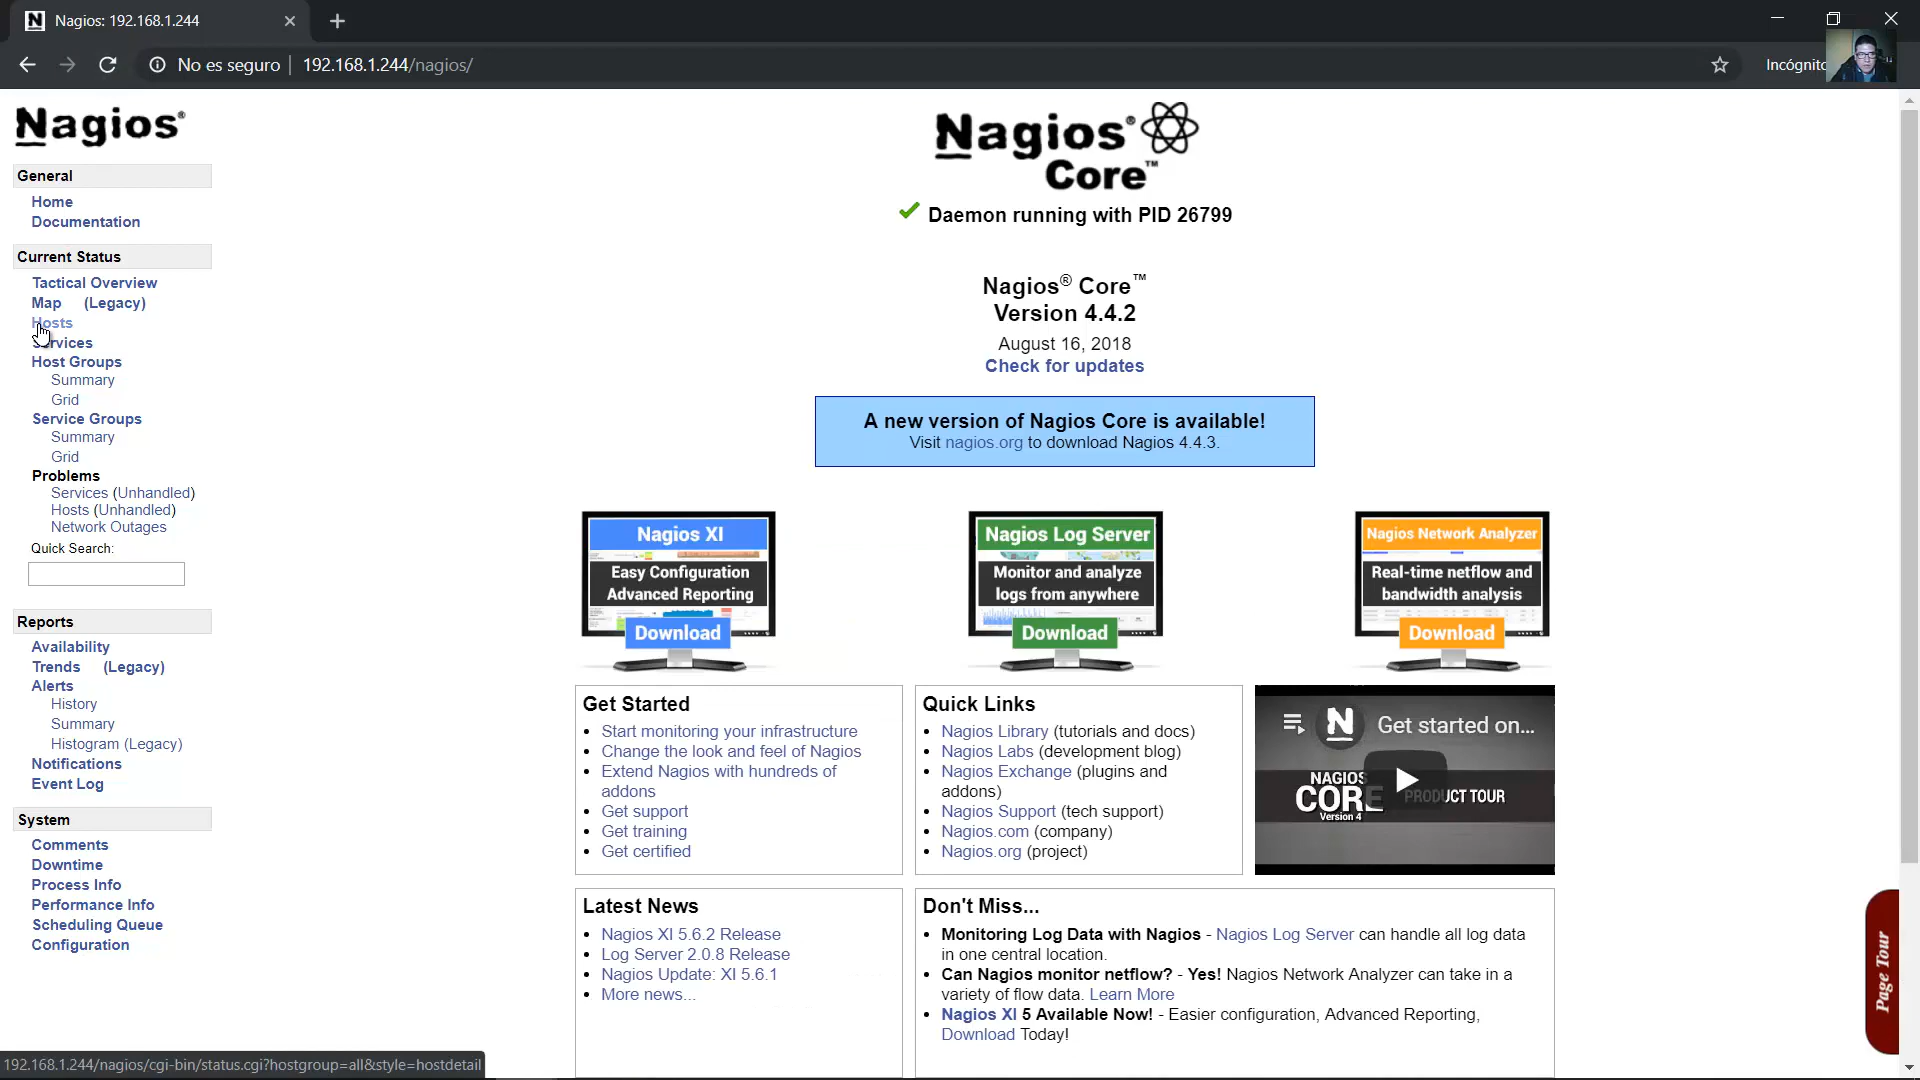 Nagios: 192.168.1.244
No es seguro
192.168.1.244/nagios/
Nagios®
General
Home
Documentation
Current Status
Tactical Overview
Map (Legacy)
Hosts
Services
Host Groups
Summary
Grid
Service Groups
Summary
Grid
Problems
Services (Unhandled)
Hosts (Unhandled)
Network Outages
Quick Search:
Reports
Availability
Trends (Legacy)
Alerts
History
Summary
Histogram (Legacy)
Notifications
Event Log
System
Comments
Downtime
Process Info
Performance Info
Scheduling Queue
Configuration
Nagios®
Core™
Daemon running with PID 26799
Nagios® Core™
Version 4.4.2
August 16, 2018
Check for updates
A new version of Nagios Core is available!
Visit nagios.org to download Nagios 4.4.3.
Nagios XI
Easy Configuration
Advanced Reporting
Download
Nagios Log Server
Monitor and analyze
logs from anywhere
Download
Nagios Network Analyzer
Real-time netflow and
bandwidth analysis
Download
Get Started
Start monitoring your infrastructure
Change the look and feel of Nagios
Extend Nagios with hundreds of
addons
Get support
Get training
Get certified
Quick Links
Nagios Library (tutorials and docs)
Nagios Labs (development blog)
Nagios Exchange (plugins and
addons)
Nagios Support (tech support)
Nagios.com (company)
Nagios.org (project)
Get started on...
NAGIOS
CORE PRODUCT TOUR
Version 4
Latest News
Nagios XI 5.6.2 Release
Log Server 2.0.8 Release
Nagios Update: XI 5.6.1
More news...
Don't Miss...
Monitoring Log Data with Nagios - Nagios Log Server can handle all log data
in one central location.
Can Nagios monitor netflow? - Yes! Nagios Network Analyzer can take in a
variety of flow data. Learn More
Nagios XI 5 Available Now! - Easier configuration, Advanced Reporting,
Download Today!
Page Tour
Incógnito
192.168.1.244/nagios/cgi-bin/status.cgi?hostgroup=all&style=hostdetail